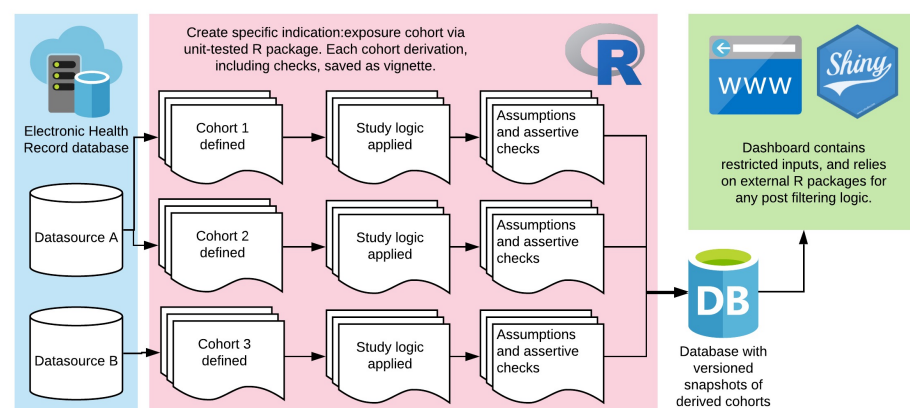 Electronic Health
Record database
Datasource A
Datasource B
Create specific indication:exposure cohort via
unit-tested R package. Each cohort derivation,
including checks, saved as vignette.
R
Cohort 1
defined
Study logic
applied
Assumptions
and assertive
checks
Cohort 2
defined
Study logic
applied
Assumptions
and assertive
checks
Cohort 3
defined
Study logic
applied
Assumptions
and assertive
checks
DB
Database with
versioned
snapshots of
derived cohorts
WWW
Shiny
Dashboard contains
restricted inputs, and relies
on external R packages for
any post filtering logic.